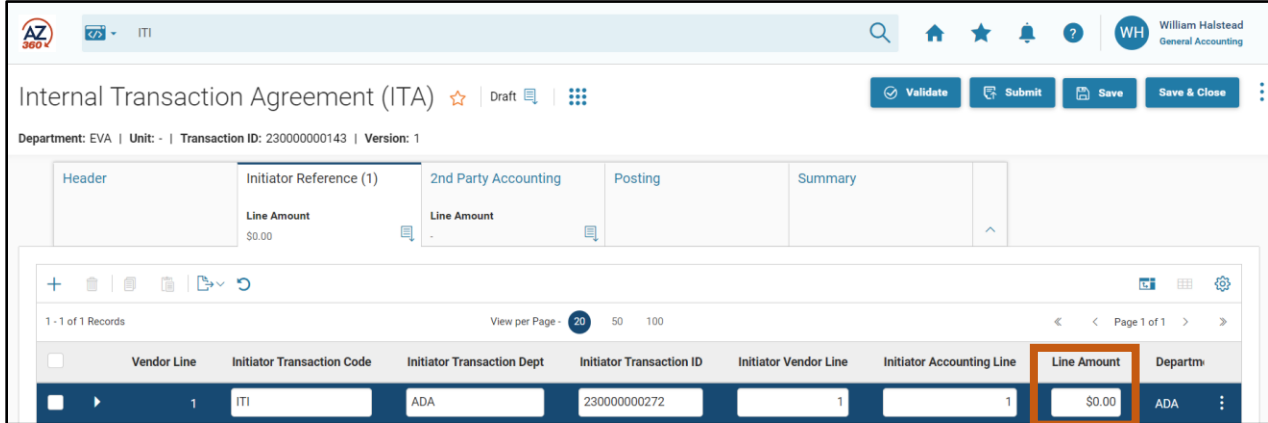 AZ
360
ITI
?
WH
William Halstead
General Accounting
Internal Transaction Agreement (ITA)
Draft
Validate
Submit
Save
Save & Close
Department: EVA | Unit: - | Transaction ID: 230000000143 | Version: 1
Header
Initiator Reference (1)
2nd Party Accounting
Posting
Summary
Line Amount
Line Amount
$0.00
-
1 - 1 of 1 Records
View per Page - 20 50 100
Page 1 of 1
Vendor Line Initiator Transaction Code Initiator Transaction Dept Initiator Transaction ID Initiator Vendor Line Initiator Accounting Line Line Amount Departm
1 ITI ADA 230000000272 1 1 $0.00 ADA